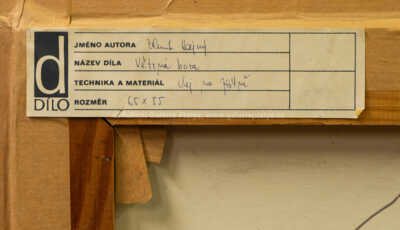 d
DÍLO
JMÉNO AUTORA
NÁZEV DÍLA Větrná hora
TECHNIKA A MATERIÁL olej na plátně
ROZMĚR 65 x 55